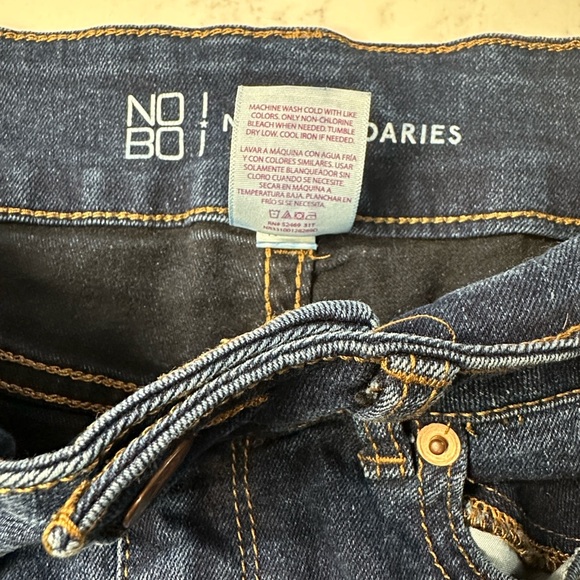 NO
BO
N DARIES
MACHINE WASH COLD WITH LIKE
COLORS. ONLY NON-CHLORINE
BLEACH WHEN NEEDED. TUMBLE
DRY LOW. COOL IRON IF NEEDED.
LAVAR A MÁQUINA CON AGUA FRÍA
Y CON COLORES SIMILARES. USAR
SOLAMENTE BLANQUEADOR SIN
CLORO CUANDO SE NECESITE.
SECAR EN MÁQUINA A
TEMPERATURA BAJA. PLANCHAR EN
FRÍO SI SE NECESITA.